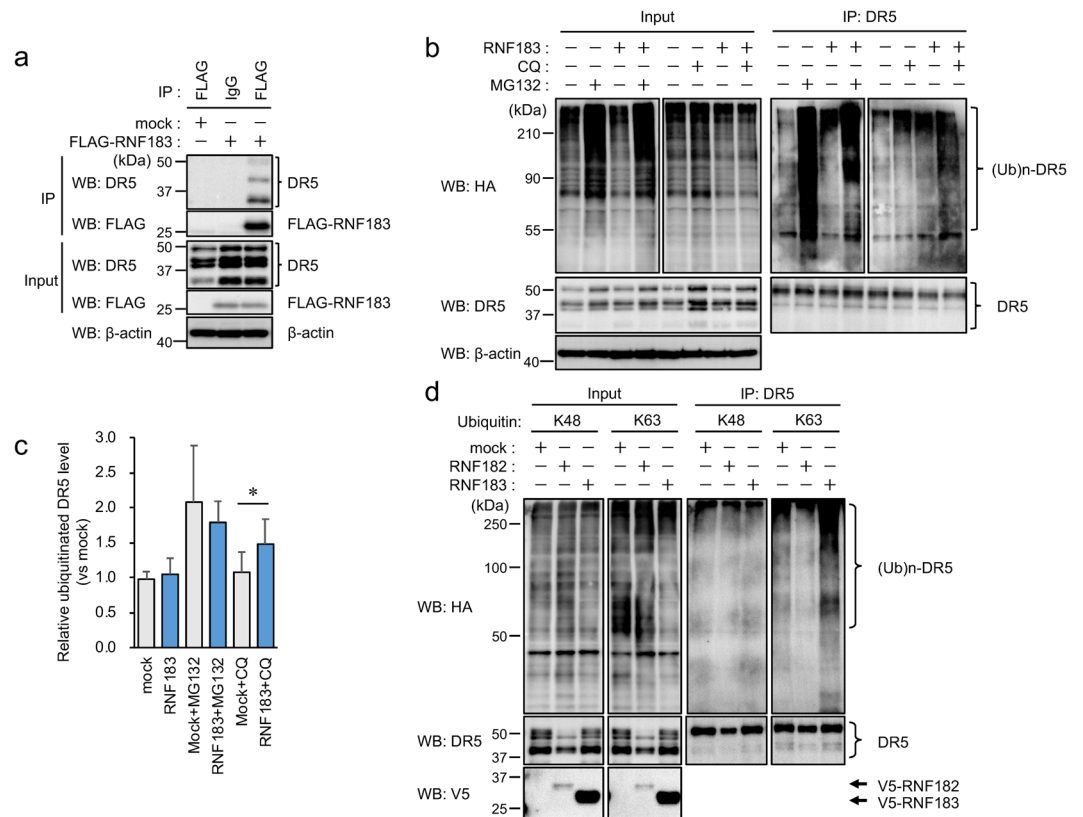 a
IP : FLAG IgG FLAG
mock : + − −
FLAG-RNF183 : − + +
(kDa)
IP
WB: DR5 50 37 DR5
WB: FLAG 25 FLAG-RNF183
Input
WB: DR5 50 37 DR5
WB: FLAG 25 FLAG-RNF183
WB: β-actin 40 β-actin
b
Input IP: DR5
RNF183 : − − + + − − + + − − + + − − + +
CQ : − − − − − + − + − − − − − + − +
MG132 : − + − + − − − − − + − + − − − −
(kDa)
210
WB: HA 90 (Ub)n-DR5
55
WB: DR5 50 37 DR5
WB: β-actin 40
c
Relative ubiquitinated DR5 level
(vs mock)
3.0
2.5
2.0
1.5
1.0
0.5
0.0
*
mock
RNF183
Mock+MG132
RNF183+MG132
Mock+CQ
RNF183+CQ
d
Input IP: DR5
Ubiquitin: K48 K63 K48 K63
mock : + − − + − − + − − + − −
RNF182 : − + − − + − − + − − + −
RNF183 : − − + − − + − − + − − +
(kDa)
250
100 (Ub)n-DR5
WB: HA
50
WB: DR5 50 37 DR5
WB: V5 37 25
V5-RNF182
V5-RNF183